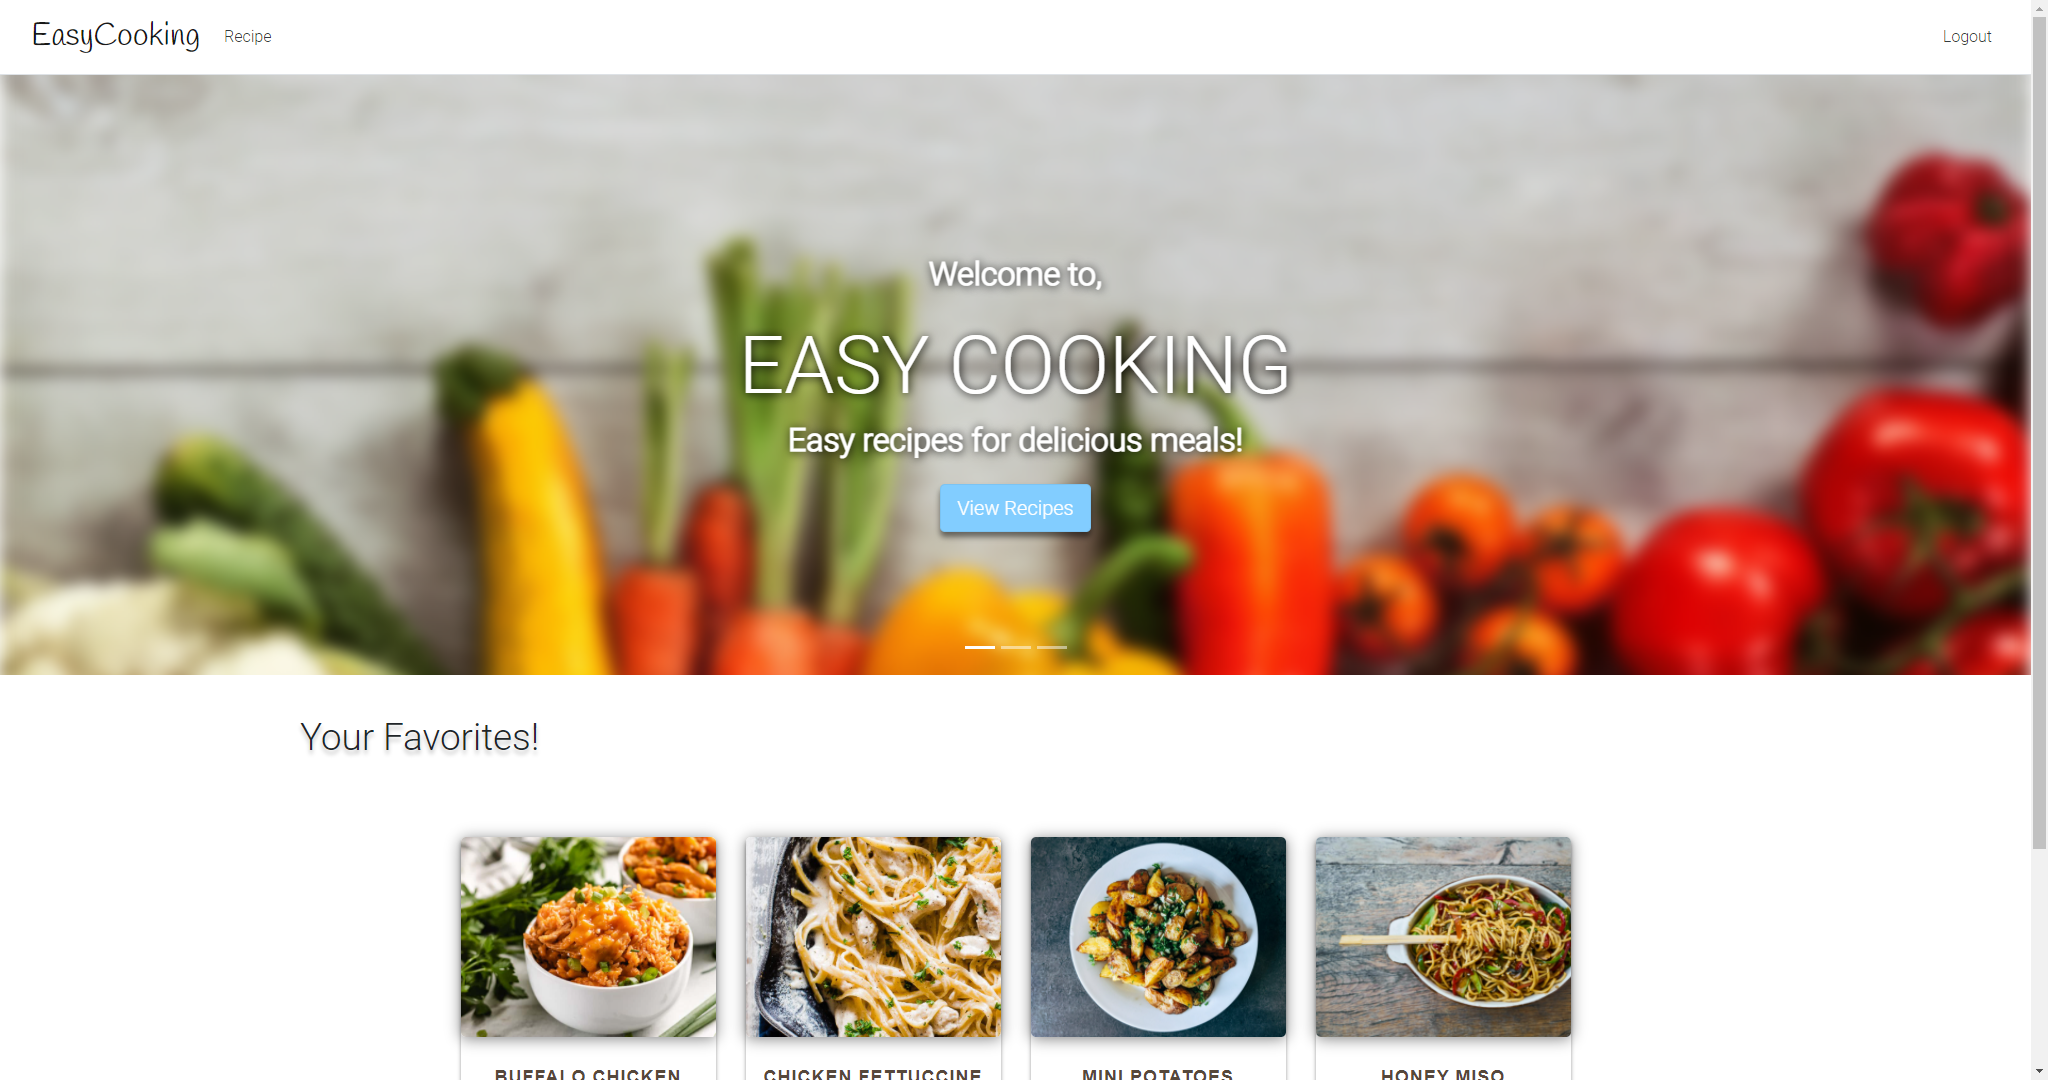 EasyCooking
Recipe
Logout
Welcome to,
EASY COOKING
Easy recipes for delicious meals!
View Recipes
Your Favorites!
BUFFALO CHICKEN
CHICKEN FETTUCCINE
MINI POTATOES
HONEY MISO